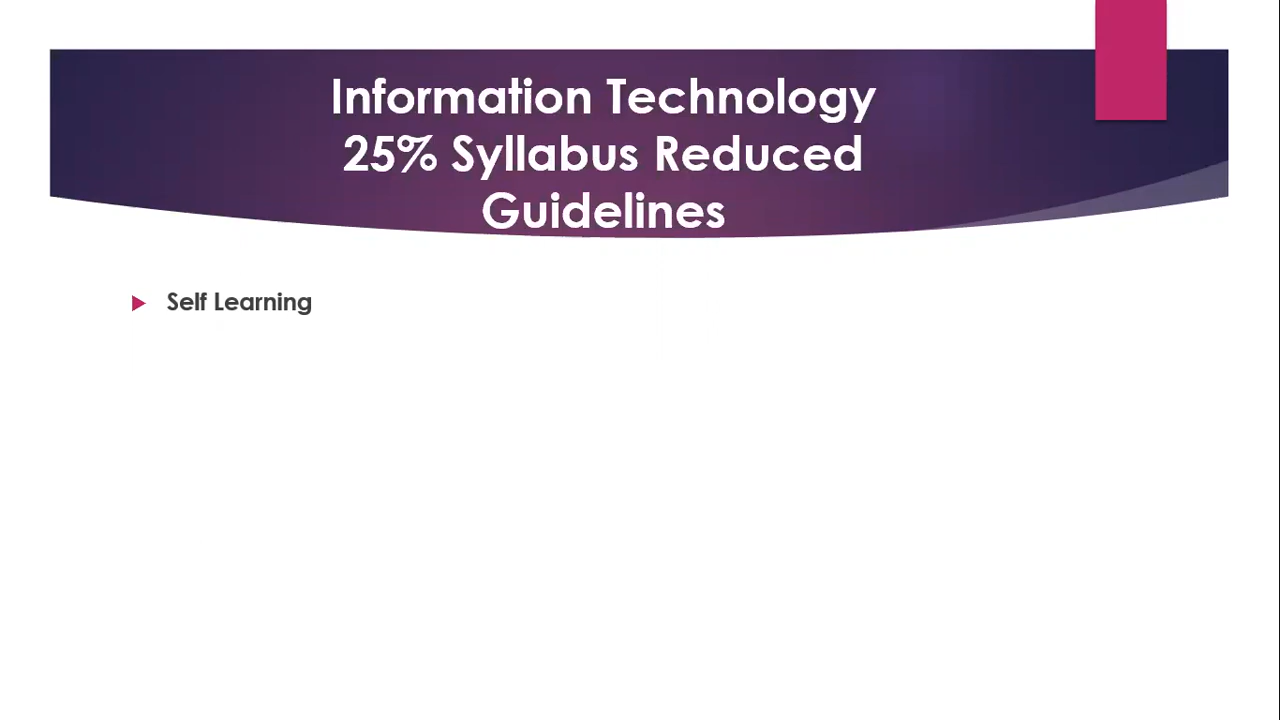 Information Technology
25% Syllabus Reduced
Guidelines
Self Learning